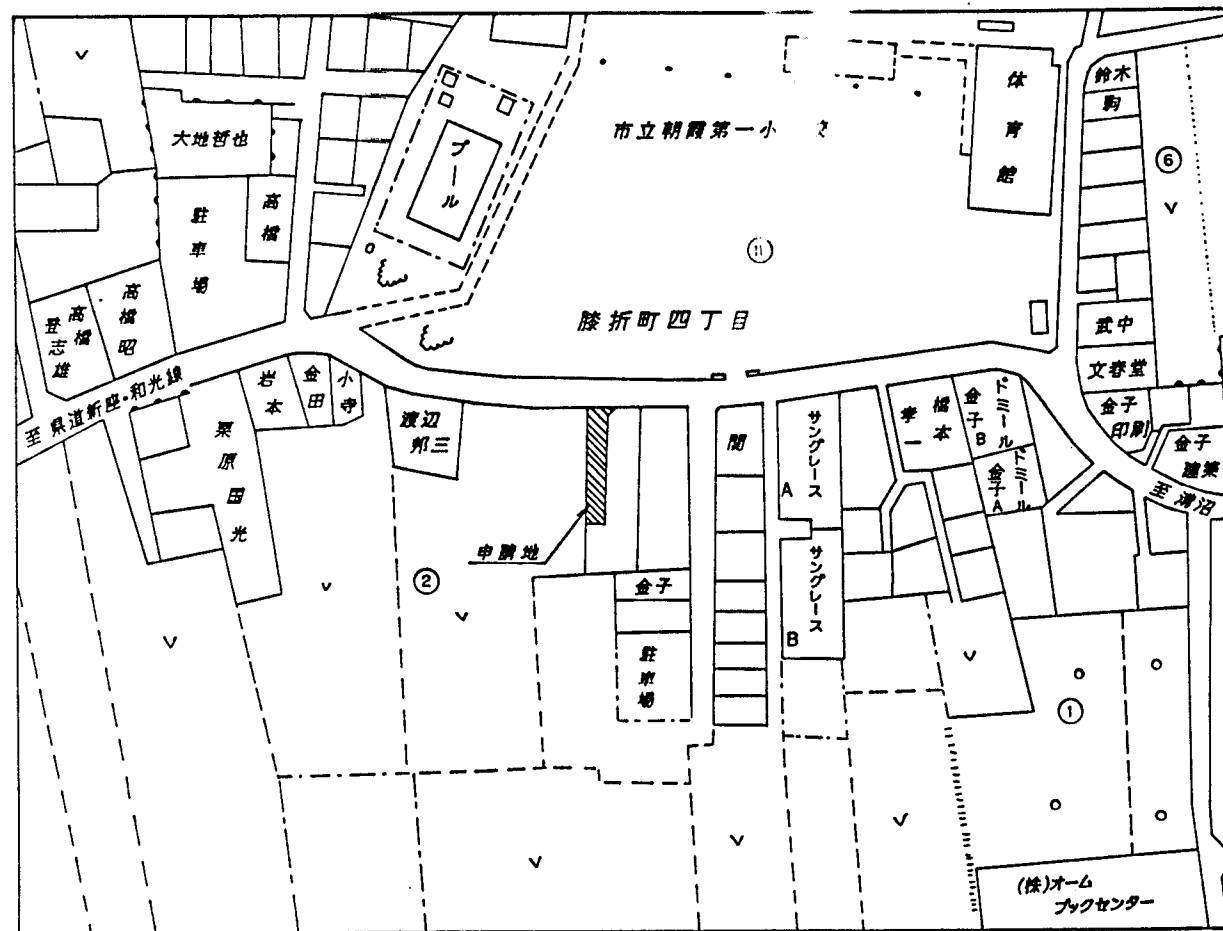 体育館
鈴木
駒
プール
市立朝霞第一小
大地哲也
⑥
高橋
駐車場
⑪
膝折町四丁目
高橋昭
高橋登志雄
武中
文春堂
至 県道新座・和光線
岩本
金田
小寺
渡辺邦三
関
サングレース
A
橋本幸一
ドミール金子B
金子印刷
金子建築
栗原国光
ドミール金子A
至 溝沼
申請地
②
金子
サングレース
B
駐車場
①
(株)オーム
ブックセンター